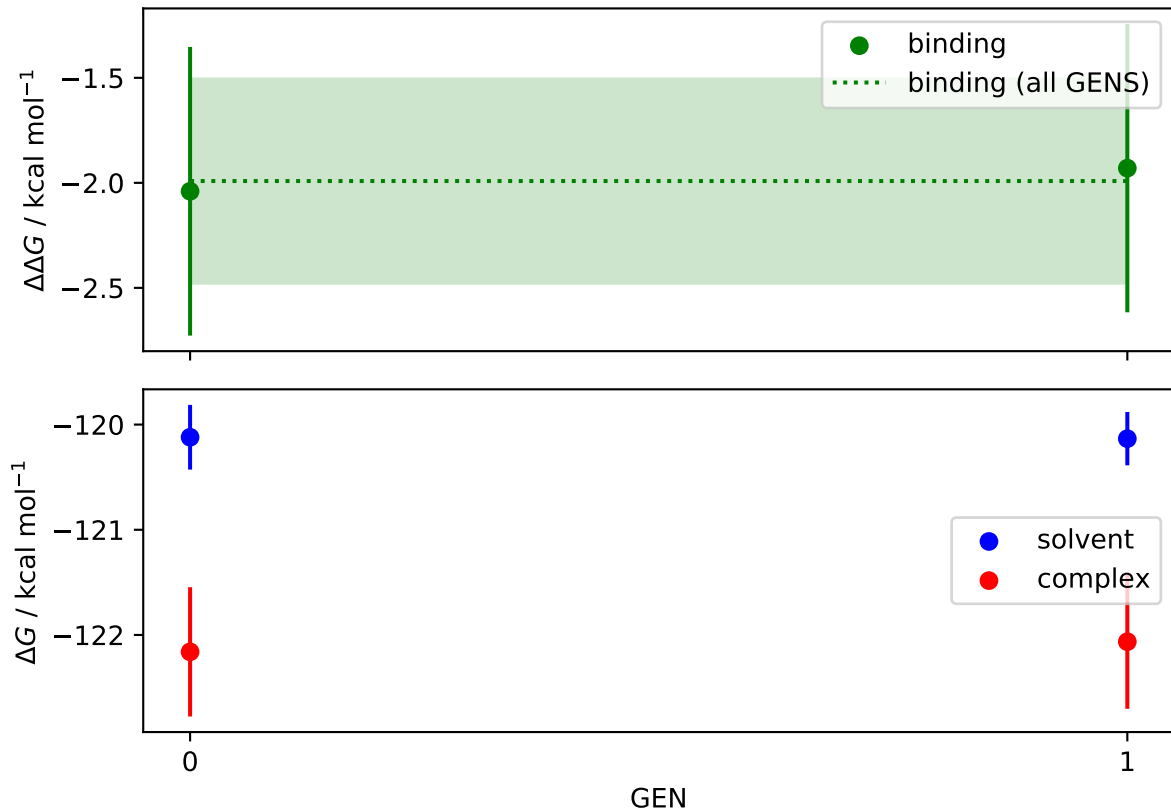 binding
binding (all GENS)
−1.5
−2.0
−2.5
ΔΔG / kcal mol⁻¹
solvent
complex
−120
−121
−122
ΔG / kcal mol⁻¹
0 1
GEN